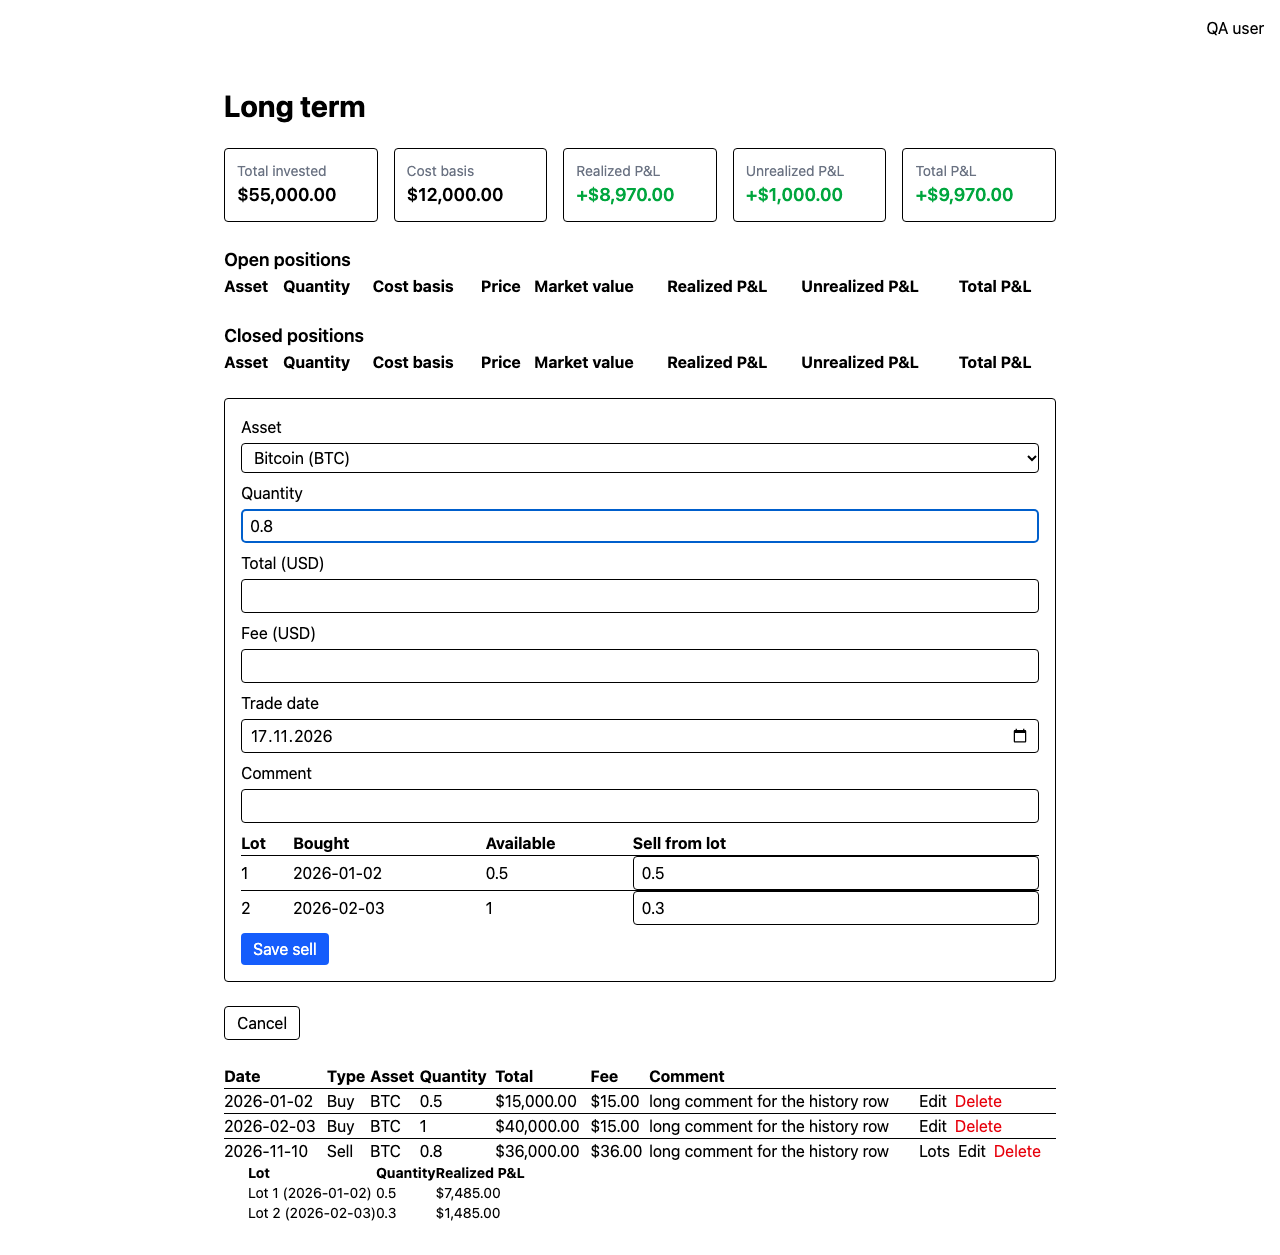 QA user
Long term
Total invested
$55,000.00
Cost basis
$12,000.00
Realized P&L
+$8,970.00
Unrealized P&L
+$1,000.00
Total P&L
+$9,970.00
Open positions
Asset Quantity Cost basis Price Market value Realized P&L Unrealized P&L Total P&L
Closed positions
Asset Quantity Cost basis Price Market value Realized P&L Unrealized P&L Total P&L
Asset
Bitcoin (BTC)
Quantity
0.8
Total (USD)
Fee (USD)
Trade date
17.11.2026
Comment
Lot Bought Available Sell from lot
1 2026-01-02 0.5 0.5
2 2026-02-03 1 0.3
Save sell
Cancel
Date Type Asset Quantity Total Fee Comment
2026-01-02 Buy BTC 0.5 $15,000.00 $15.00 long comment for the history row Edit Delete
2026-02-03 Buy BTC 1 $40,000.00 $15.00 long comment for the history row Edit Delete
2026-11-10 Sell BTC 0.8 $36,000.00 $36.00 long comment for the history row Lots Edit Delete
Lot Quantity Realized P&L
Lot 1 (2026-01-02) 0.5 $7,485.00
Lot 2 (2026-02-03) 0.3 $1,485.00